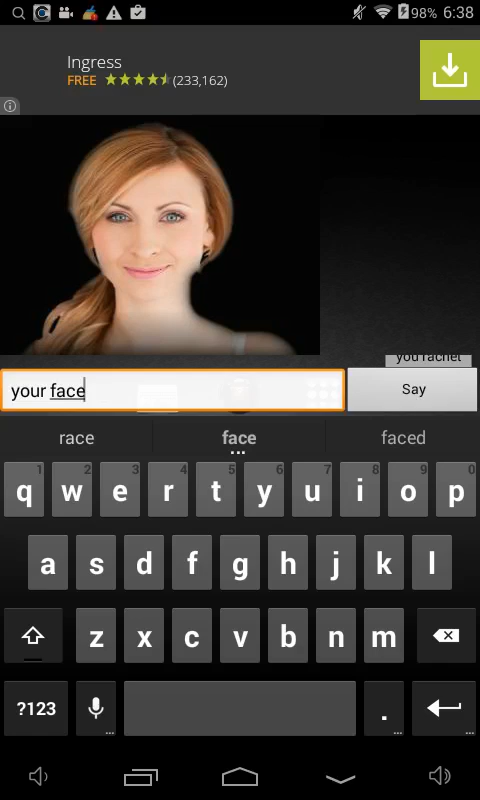 98% 6:38
Ingress
FREE (233,162)
you rachel
your face
Say
race face faced
1 2 3 4 5 6 7 8 9 0
q w e r t y u i o p
a s d f g h j k l
z x c v b n m
?123 . ...